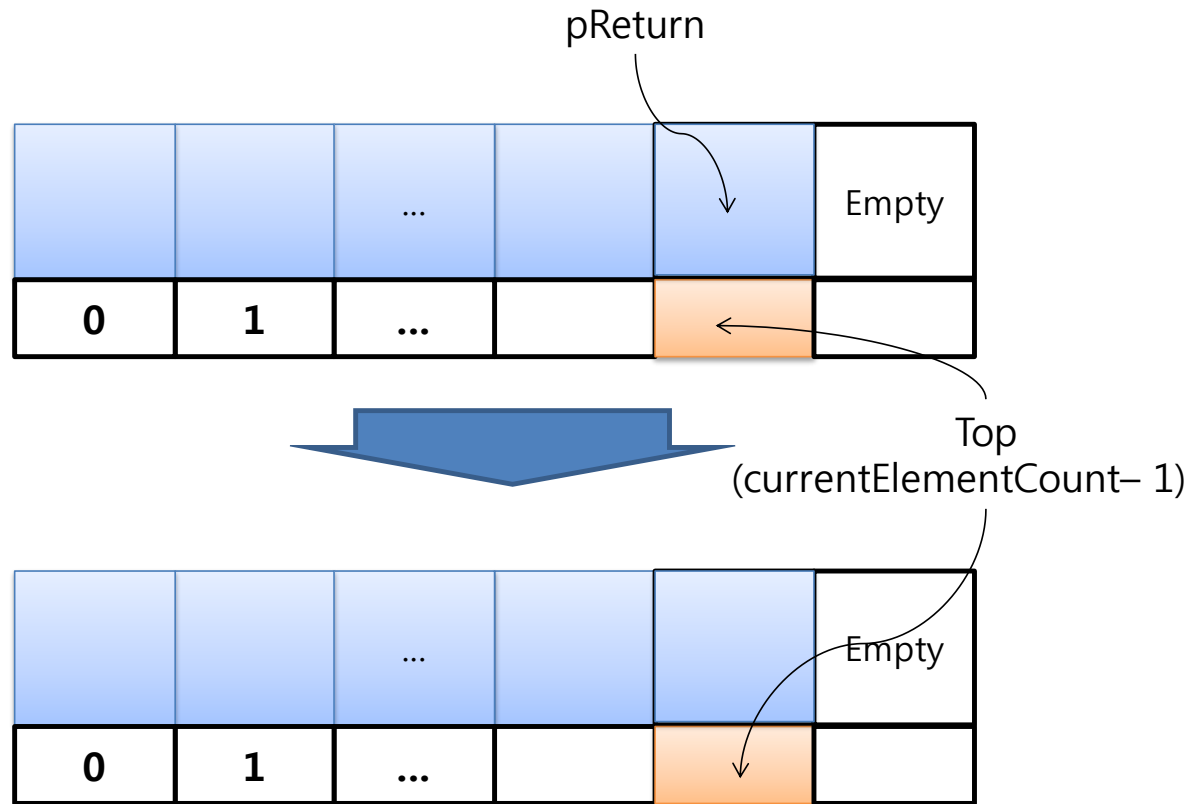 pReturn
... Empty
0 1 ...
Top
(currentElementCount– 1)
... Empty
0 1 ...